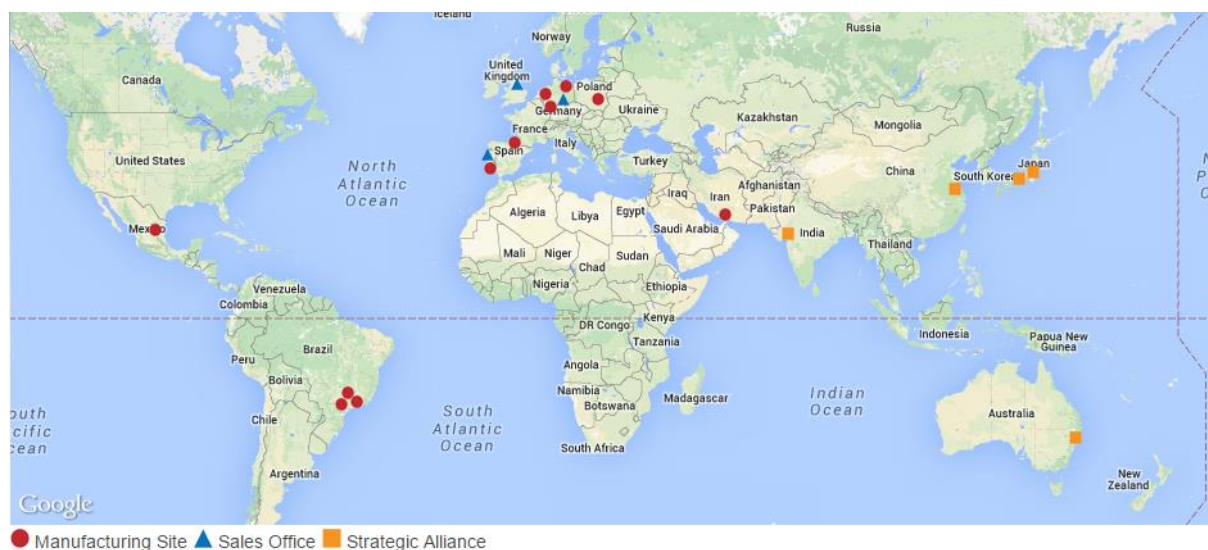 Iceland
Norway
Russia
Canada
United
Kingdom
Poland
Germany
Ukraine
Kazakhstan
Mongolia
France
Italy
Spain
Turkey
United States
North
Atlantic
Ocean
China
South Korea
Japan
Afghanistan
Iraq
Iran
Pakistan
Algeria
Libya
Egypt
Saudi Arabia
India
Thailand
Mexico
Mali
Niger
Chad
Sudan
Nigeria
Ethiopia
Venezuela
Colombia
DR Congo
Kenya
Tanzania
Indonesia
Papua New
Guinea
Brazil
Peru
Bolivia
Angola
Namibia
Botswana
Madagascar
Indian
Ocean
Australia
Chile
South
Atlantic
Ocean
South Africa
Argentina
New
Zealand
Google
Manufacturing Site Sales Office Strategic Alliance